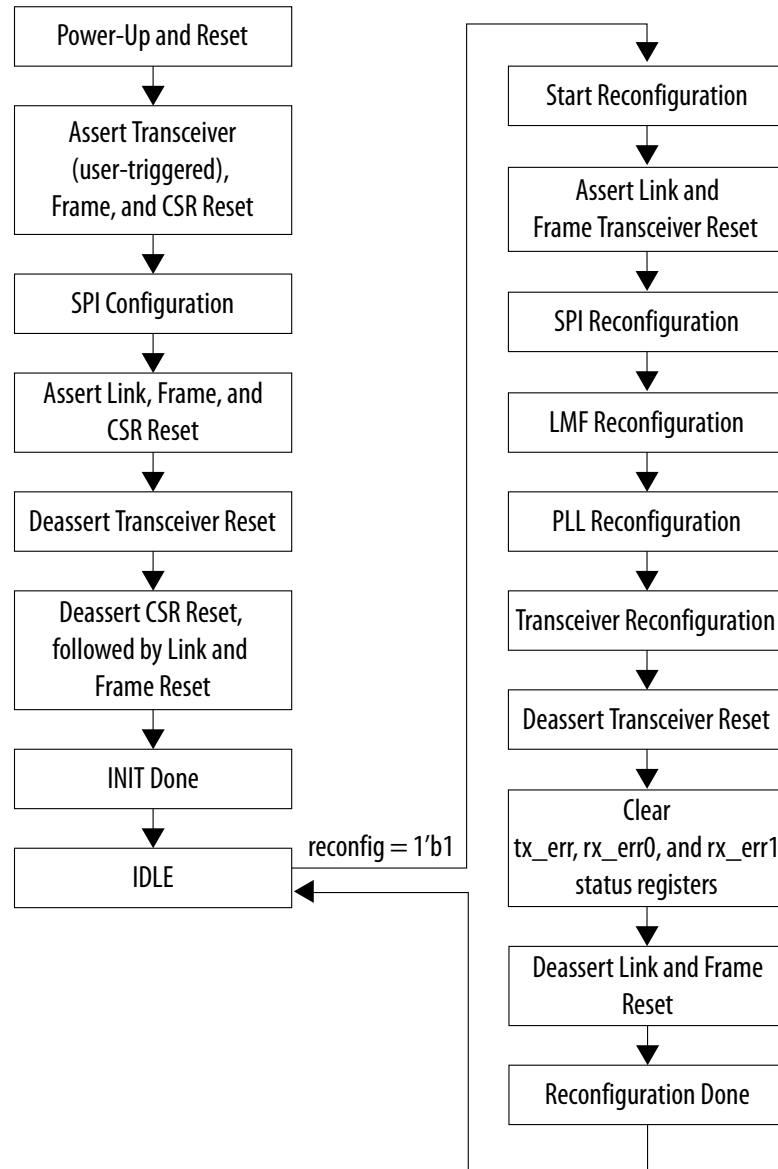 Power-Up and Reset
Assert Transceiver
(user-triggered),
Frame, and CSR Reset
SPI Configuration
Assert Link, Frame, and
CSR Reset
Deassert Transceiver Reset
Deassert CSR Reset,
followed by Link and
Frame Reset
INIT Done
IDLE
reconfig = 1’b1
Start Reconfiguration
Assert Link and
Frame Transceiver Reset
SPI Reconfiguration
LMF Reconfiguration
PLL Reconfiguration
Transceiver Reconfiguration
Deassert Transceiver Reset
Clear
tx_err, rx_err0, and rx_err1
status registers
Deassert Link and Frame
Reset
Reconfiguration Done